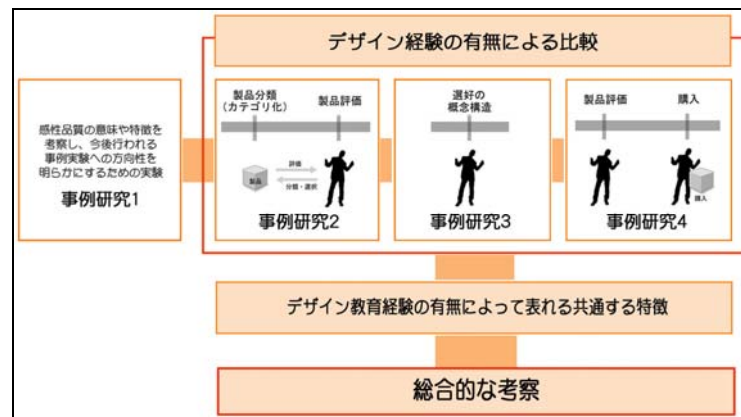 デザイン経験の有無による比較
感性品質の意味や特徴を
考察し、今後行われる
事例実験への方向性を
明らかにするための実験
事例研究1
製品分類
(カテゴリ化)
製品評価
製品
評価
分類・選択
事例研究2
選好の
概念構造
事例研究3
製品評価
購入
購入
事例研究4
デザイン教育経験の有無によって表れる共通する特徴
総合的な考察